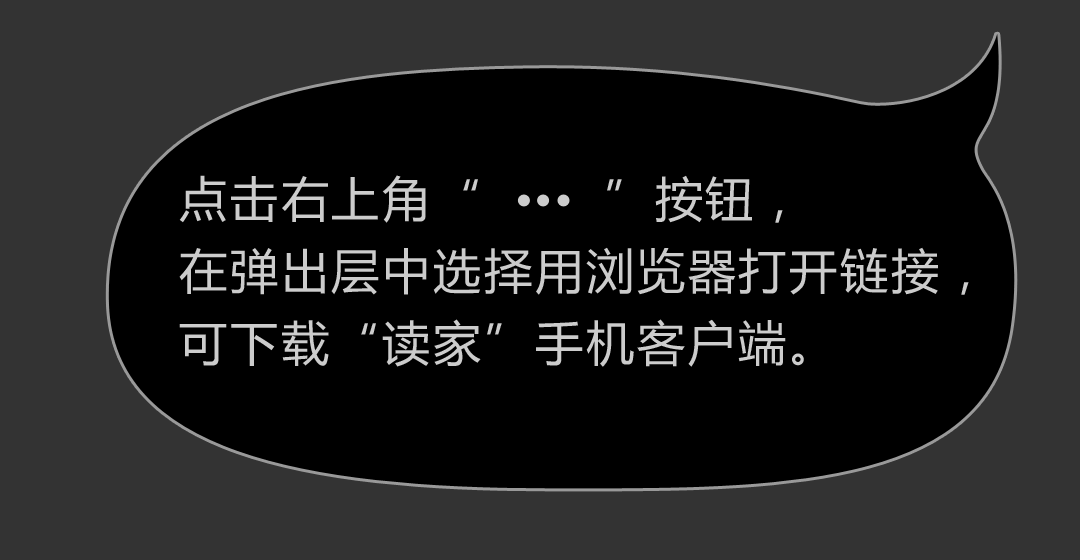 点击右上角“ ••• ”按钮，
在弹出层中选择用浏览器打开链接，
可下载“读家”手机客户端。